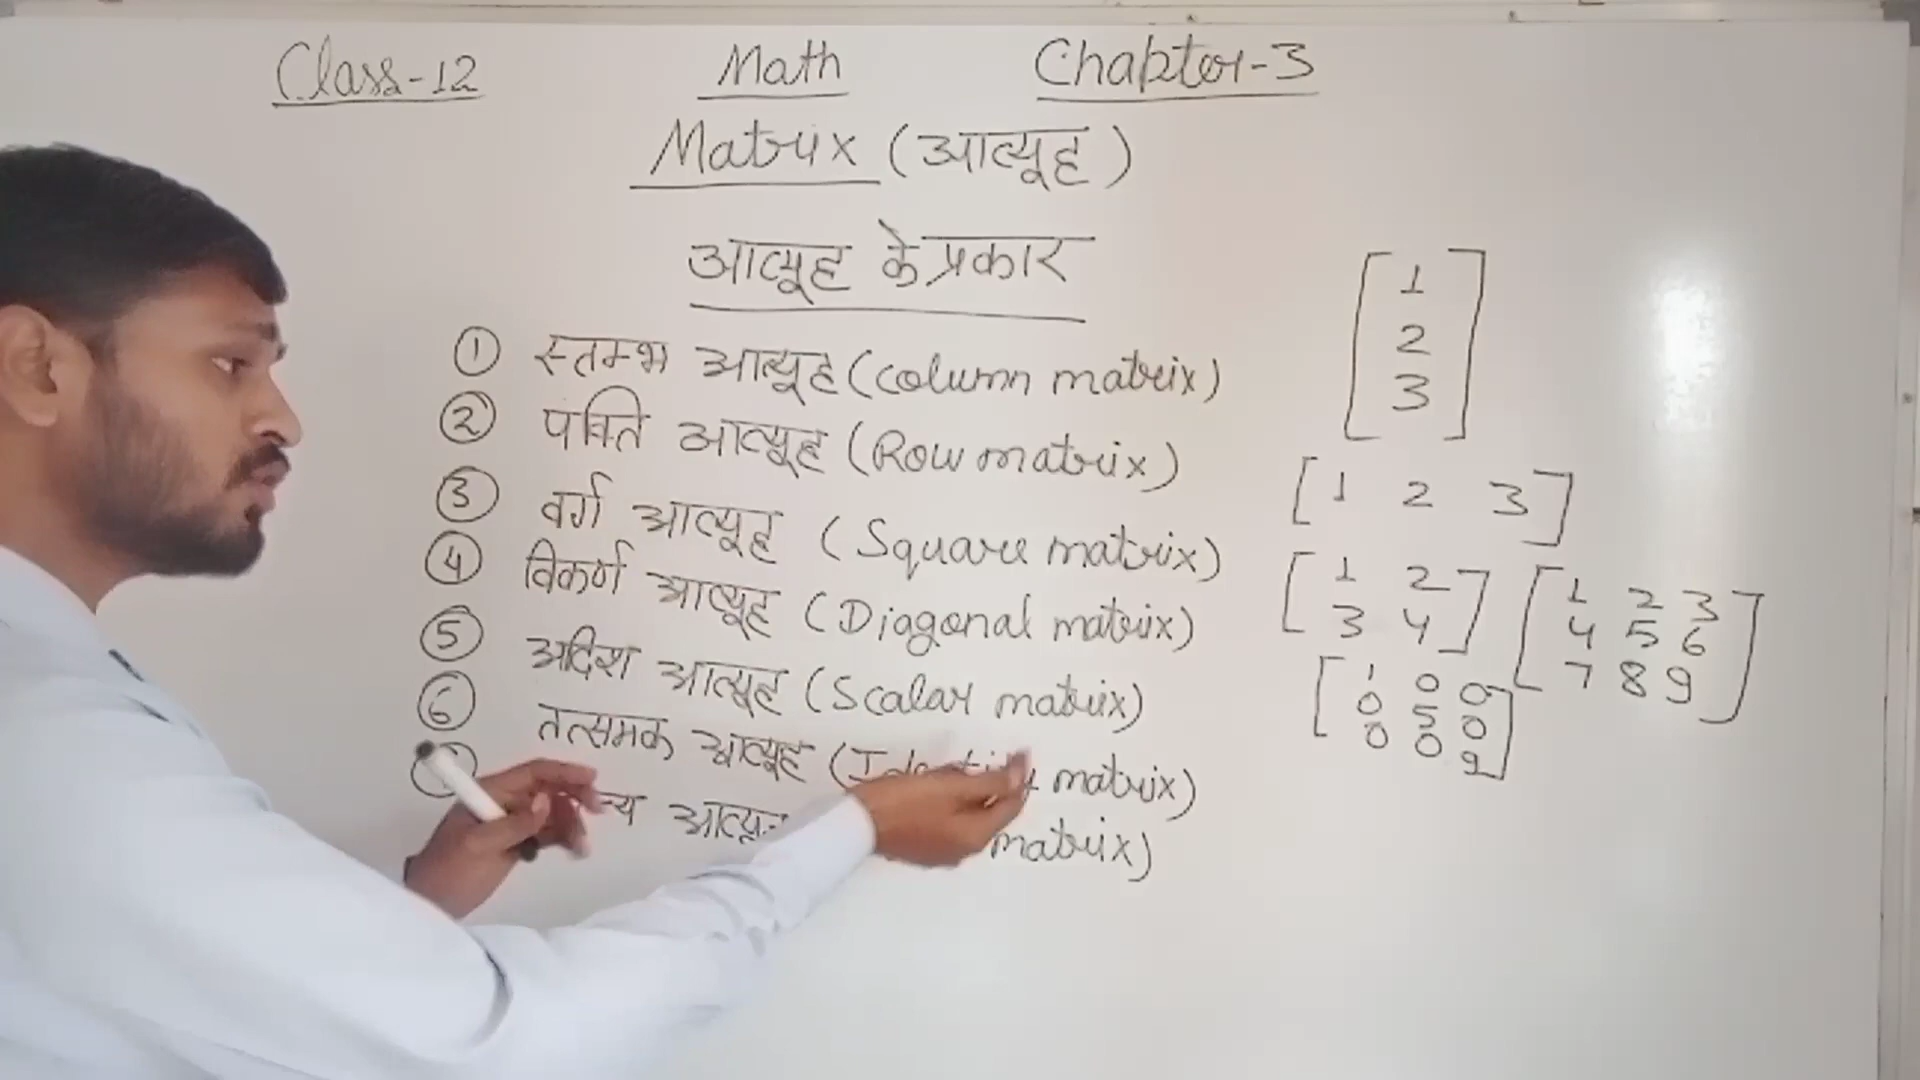 Class-12 Math Chapter-3
Matrix (आव्यूह)
आव्यूह के प्रकार
① स्तम्भ आव्यूह (column matrix)
② पंक्ति आव्यूह (Row matrix)
③ वर्ग आव्यूह (Square matrix)
④ विकर्ण आव्यूह (Diagonal matrix)
⑤ अदिश आव्यूह (Scalar matrix)
⑥ तत्समक आव्यूह (Identity matrix)
आव्यूह matrix)
1
2
3
[1 2 3]
1 2
3 4
1 2 3
4 5 6
7 8 9
1 0 0
0 5 0
0 0 9